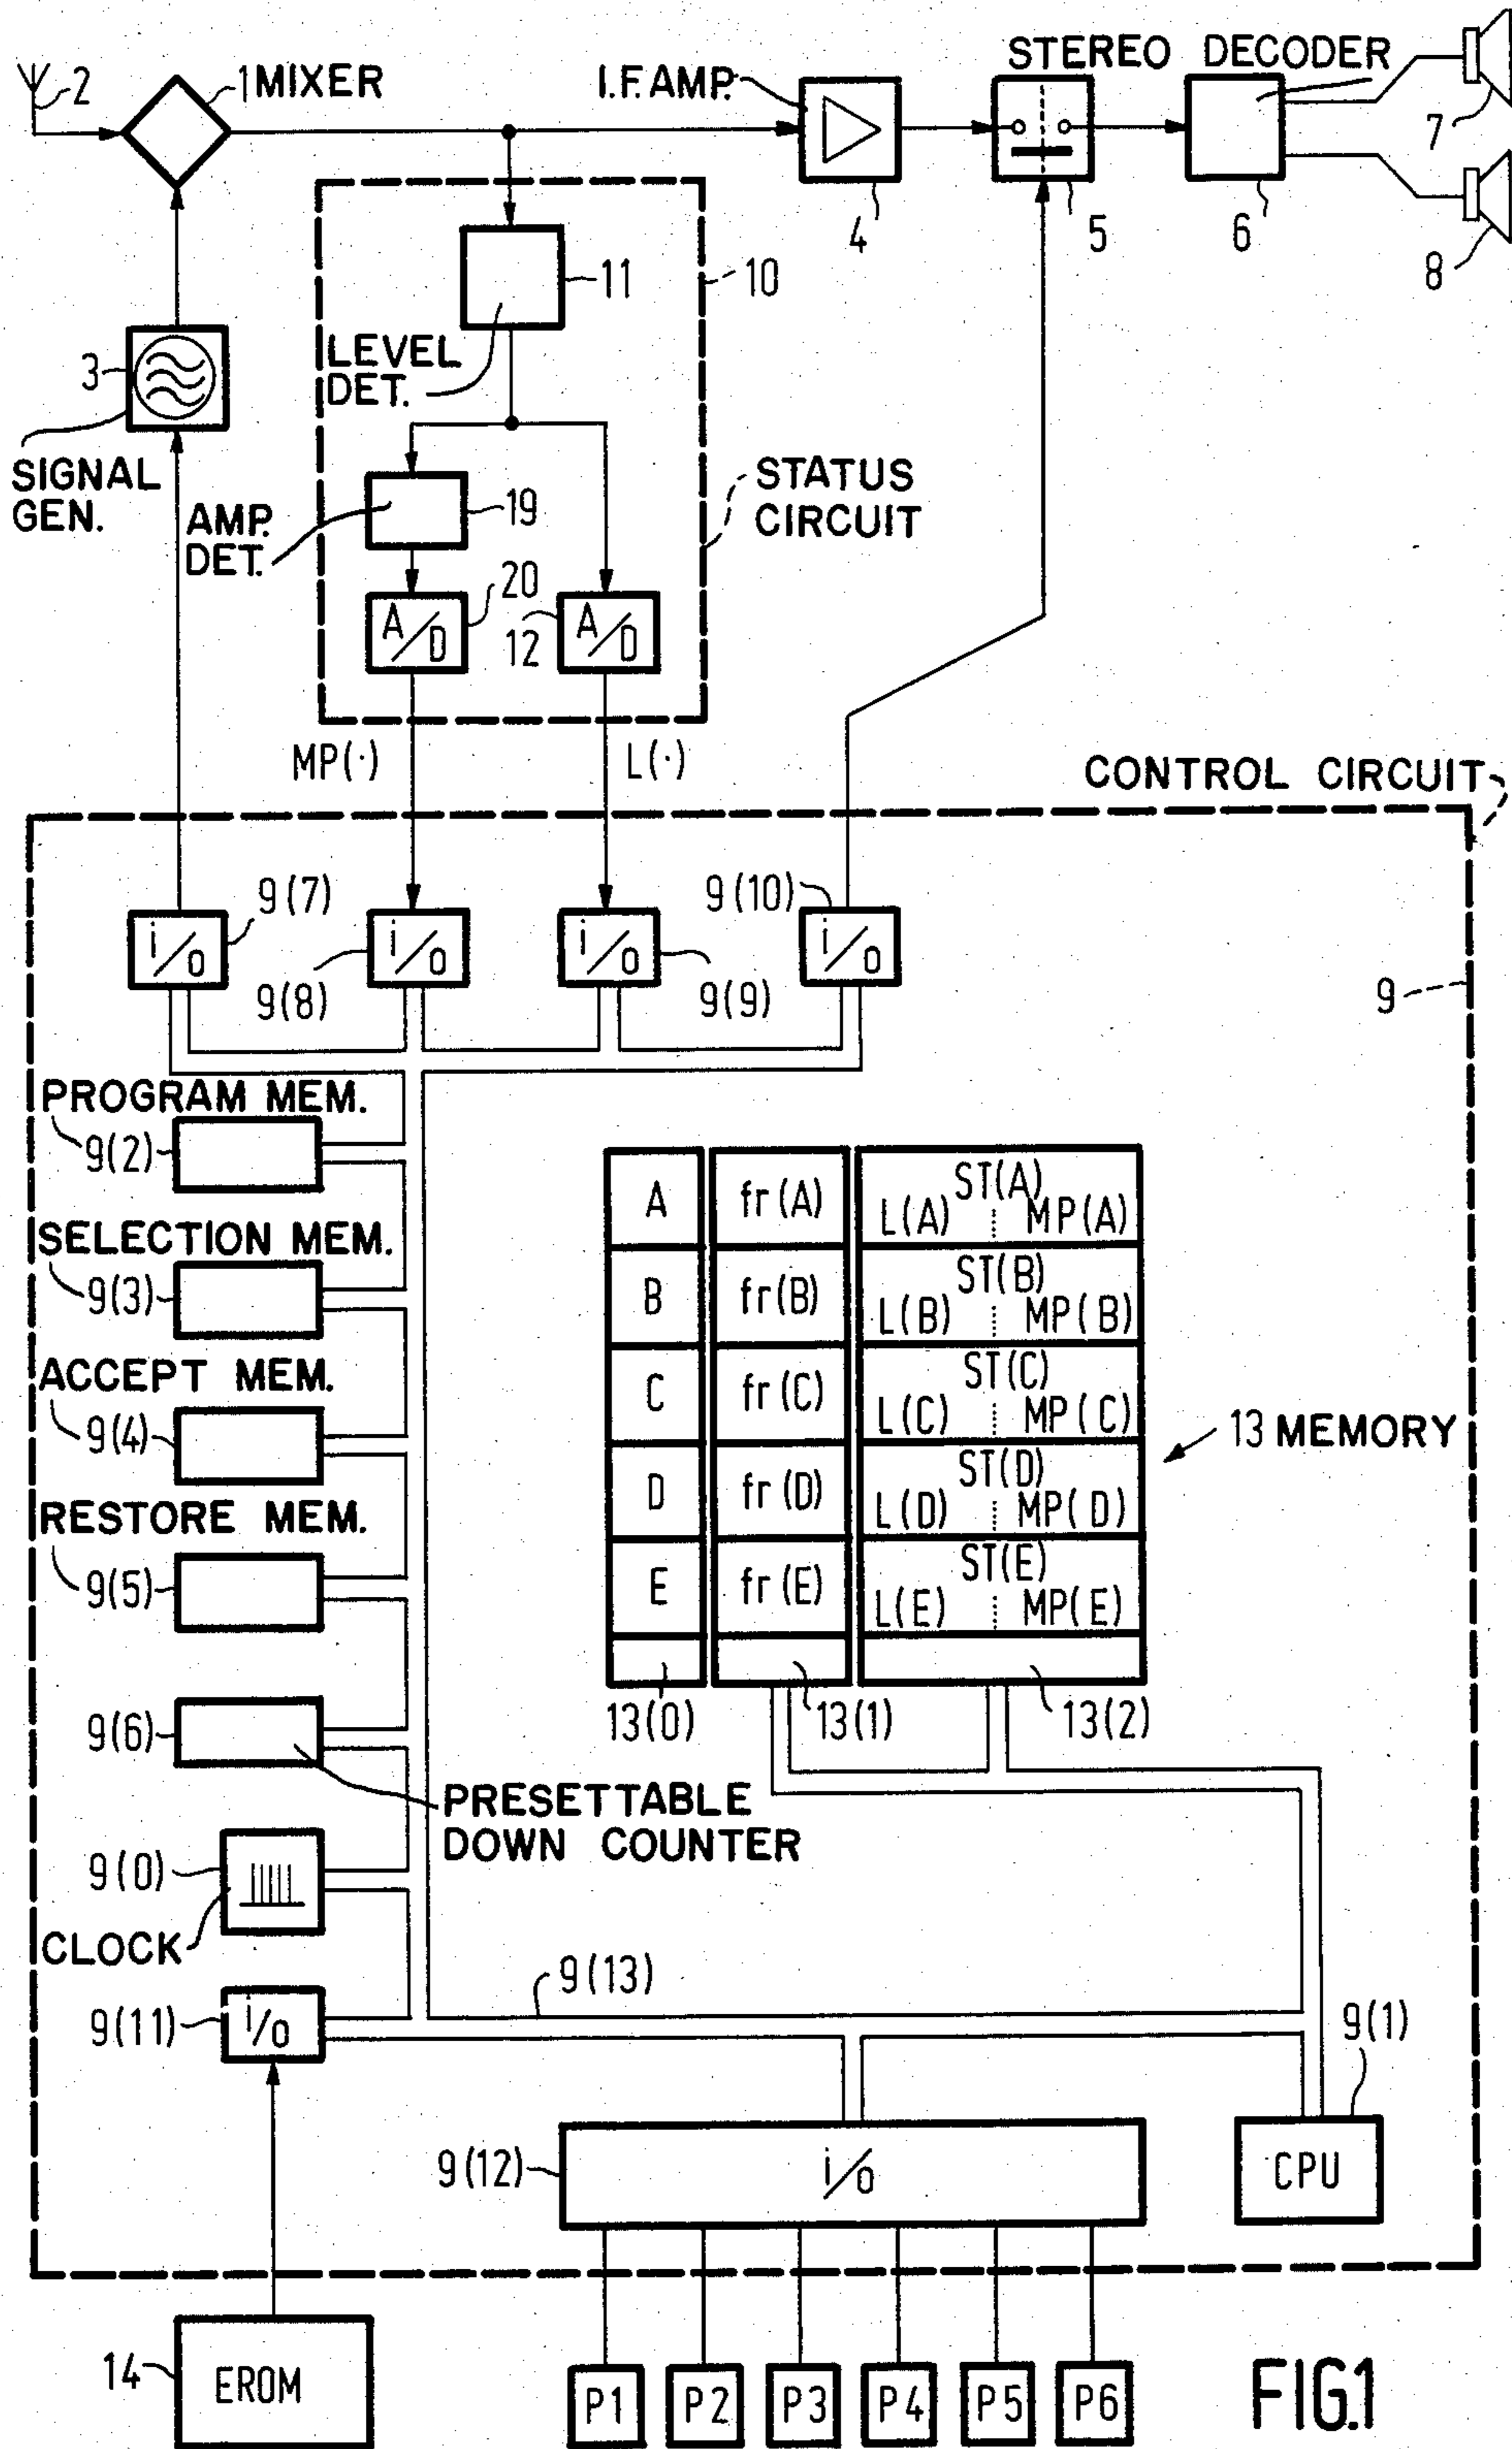 2
1 MIXER
I.F. AMP.
STEREO DECODER
7
4
5
6
8
11
10
LEVEL
DET.
3
SIGNAL
GEN.
AMP.
DET.
19
STATUS
CIRCUIT
20
A/D
12
A/D
MP(·)
L(·)
CONTROL CIRCUIT
9(7)
9(10)
i/o
i/o
i/o
i/o
9(8)
9(9)
9
PROGRAM MEM.
9(2)
SELECTION MEM.
9(3)
ACCEPT MEM.
9(4)
RESTORE MEM.
9(5)
9(6)
PRESETTABLE
DOWN COUNTER
9(0)
CLOCK
A fr(A) ST(A) L(A) MP(A)
B fr(B) ST(B) L(B) MP(B)
C fr(C) ST(C) L(C) MP(C)
D fr(D) ST(D) L(D) MP(D)
E fr(E) ST(E) L(E) MP(E)
13 MEMORY
13(0) 13(1) 13(2)
9(13)
9(11)
i/o
9(1)
9(12)
i/o
CPU
14
EROM
P1 P2 P3 P4 P5 P6
FIG.1